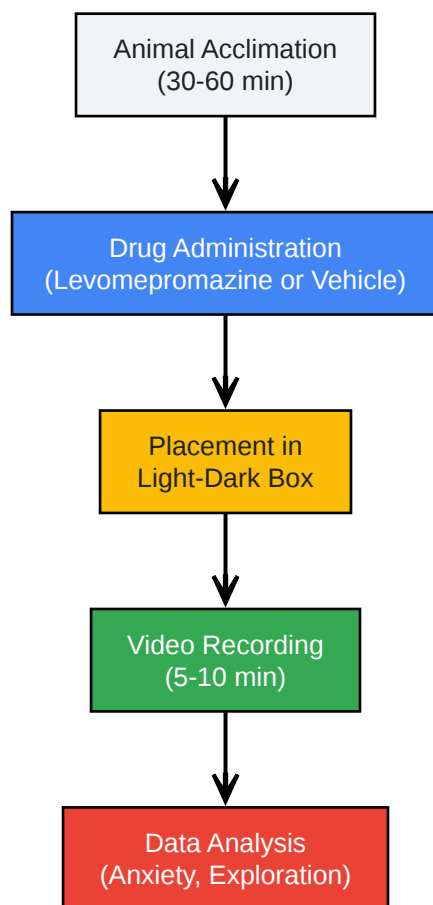 Animal Acclimation
(30-60 min)
Drug Administration
(Levomepromazine or Vehicle)
Placement in
Light-Dark Box
Video Recording
(5-10 min)
Data Analysis
(Anxiety, Exploration)